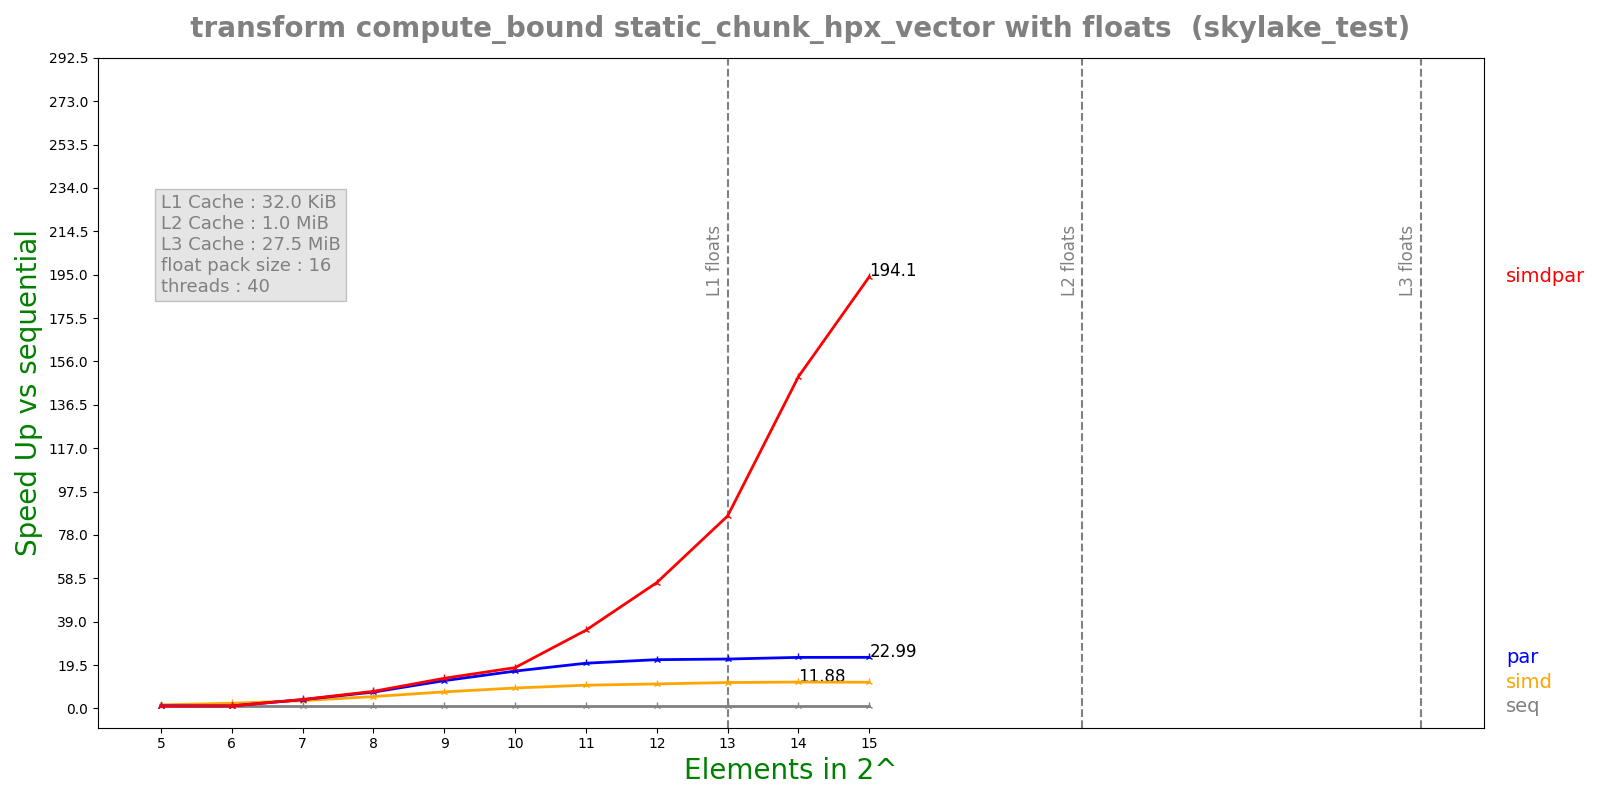 transform compute_bound static_chunk_hpx_vector with floats  (skylake_test)
Speed Up vs sequential
292.5
273.0
253.5
234.0
214.5
195.0
175.5
156.0
136.5
117.0
97.5
78.0
58.5
39.0
19.5
0.0
L1 Cache : 32.0 KiB
L2 Cache : 1.0 MiB
L3 Cache : 27.5 MiB
float pack size : 16
threads : 40
L1 floats
L2 floats
L3 floats
194.1
22.99
11.88
simdpar
par
simd
seq
5 6 7 8 9 10 11 12 13 14 15
Elements in 2^